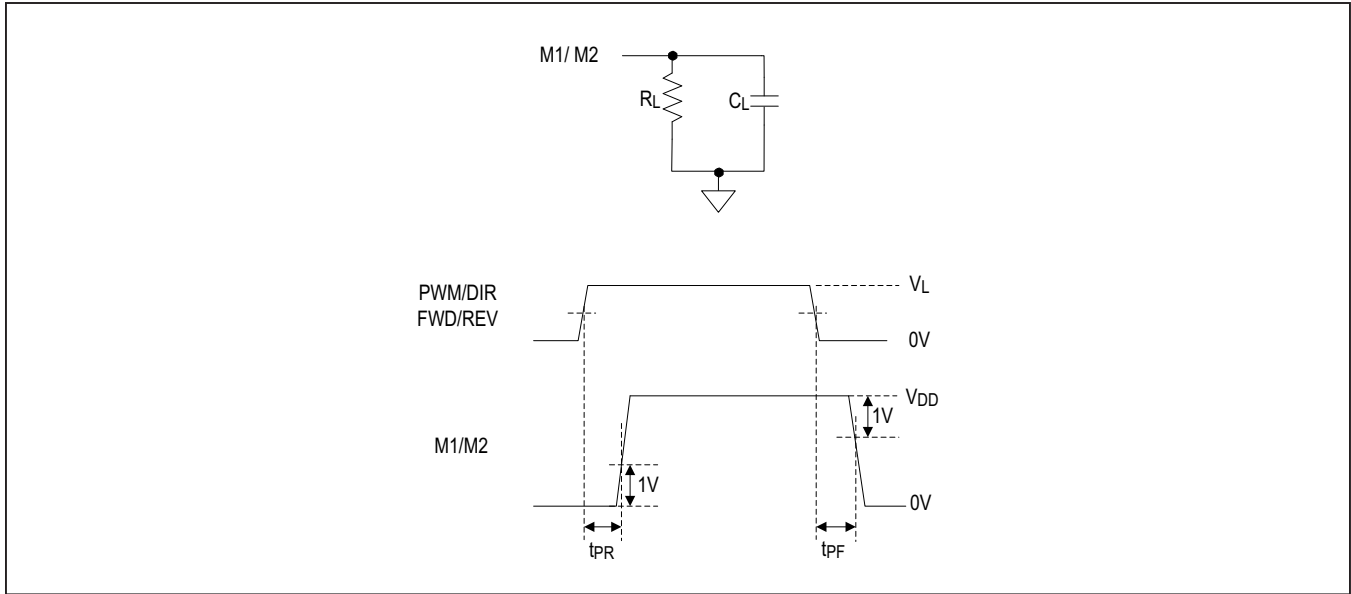 M1/ M2
RL
CL
PWM/DIR
FWD/REV
VL
0V
VDD
1V
M1/M2
1V
0V
tPR
tPF